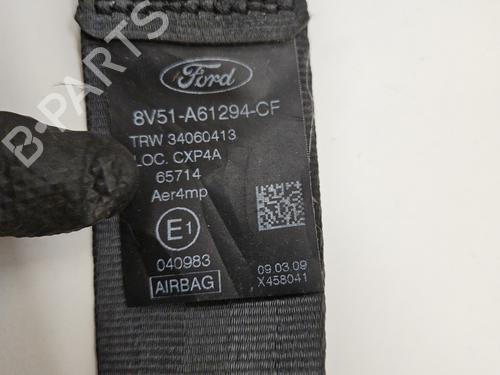 B-PARTS
Ford
8V51-A61294-CF
TRW 34060413
LOC. CXP4A
65714
Aer4mp
E1
040983
09.03.09
AIRBAG
X458041